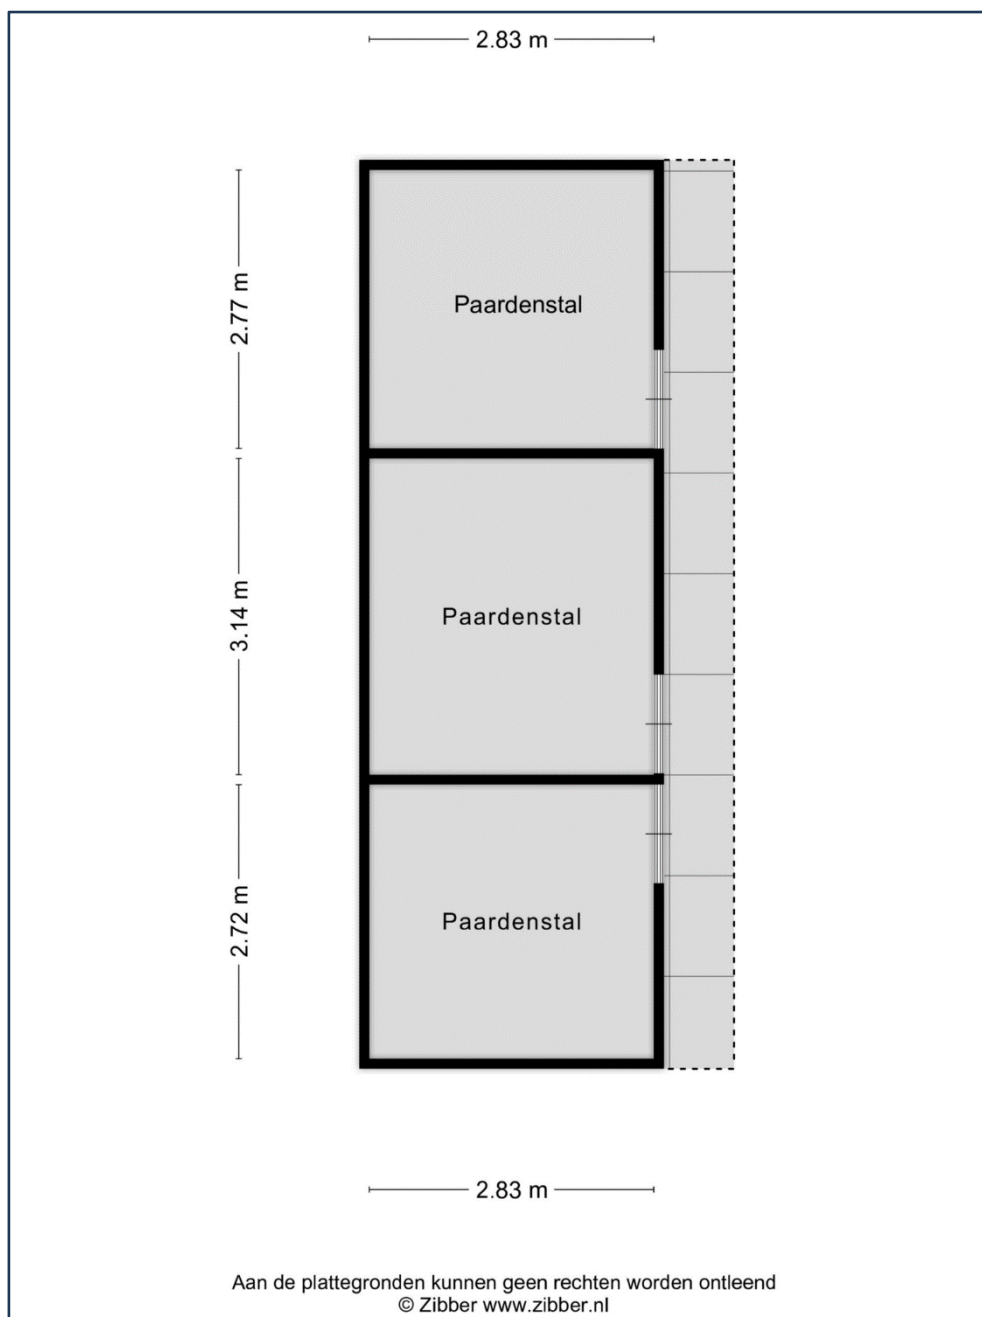 2.83 m
2.77 m
Paardenstal
3.14 m
Paardenstal
2.72 m
Paardenstal
2.83 m
Aan de plattegronden kunnen geen rechten worden ontleend
© Zibber www.zibber.nl